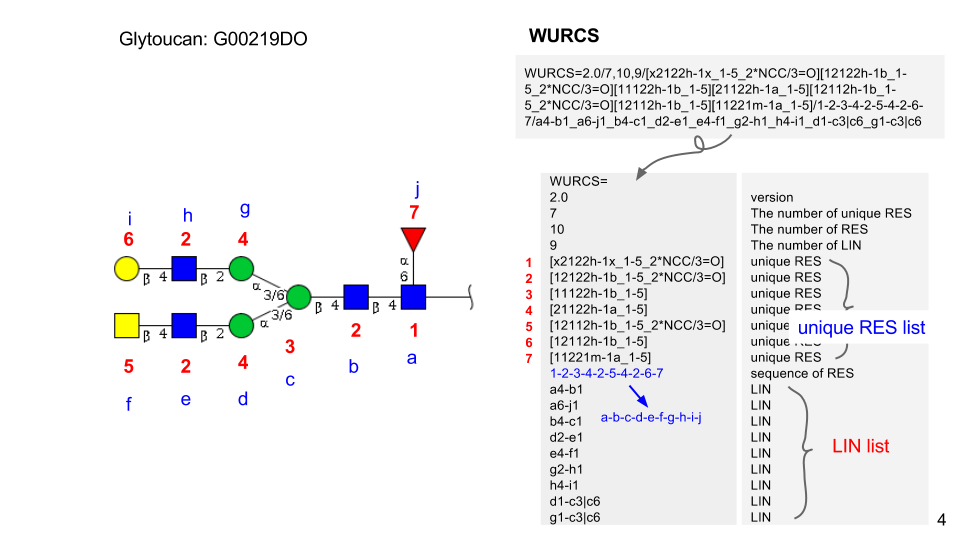 Glytoucan: G00219DO
WURCS
WURCS=2.0/7,10,9/[x2122h-1x_1-5_2*NCC/3=O][12122h-1b_1-
5_2*NCC/3=O][11122h-1b_1-5][21122h-1a_1-5][12112h-1b_1-
5_2*NCC/3=O][12112h-1b_1-5][11221m-1a_1-5]/1-2-3-4-2-5-4-2-6-
7/a4-b1_a6-j1_b4-c1_d2-e1_e4-f1_g2-h1_h4-i1_d1-c3|c6_g1-c3|c6
i h g j
6 2 4 7
α
6
β 4 β 2 α 3/6
β 4 β 4
3/6
β 4 β 2 α
5 2 4 3 2 1
f e d c b a
WURCS=
2.0 version
7 The number of unique RES
10 The number of RES
9 The number of LIN
1 [x2122h-1x_1-5_2*NCC/3=O] unique RES
2 [12122h-1b_1-5_2*NCC/3=O] unique RES
3 [11122h-1b_1-5] unique RES
4 [21122h-1a_1-5] unique RES
5 [12112h-1b_1-5_2*NCC/3=O] unique
unique RES list
6 [12112h-1b_1-5] unique RES
7 [11221m-1a_1-5] unique RES
1-2-3-4-2-5-4-2-6-7 sequence of RES
a4-b1 LIN
a6-j1 LIN
a-b-c-d-e-f-g-h-i-j
b4-c1 LIN
d2-e1 LIN
LIN list
e4-f1 LIN
g2-h1 LIN
h4-i1 LIN
d1-c3|c6 LIN
g1-c3|c6 LIN
4